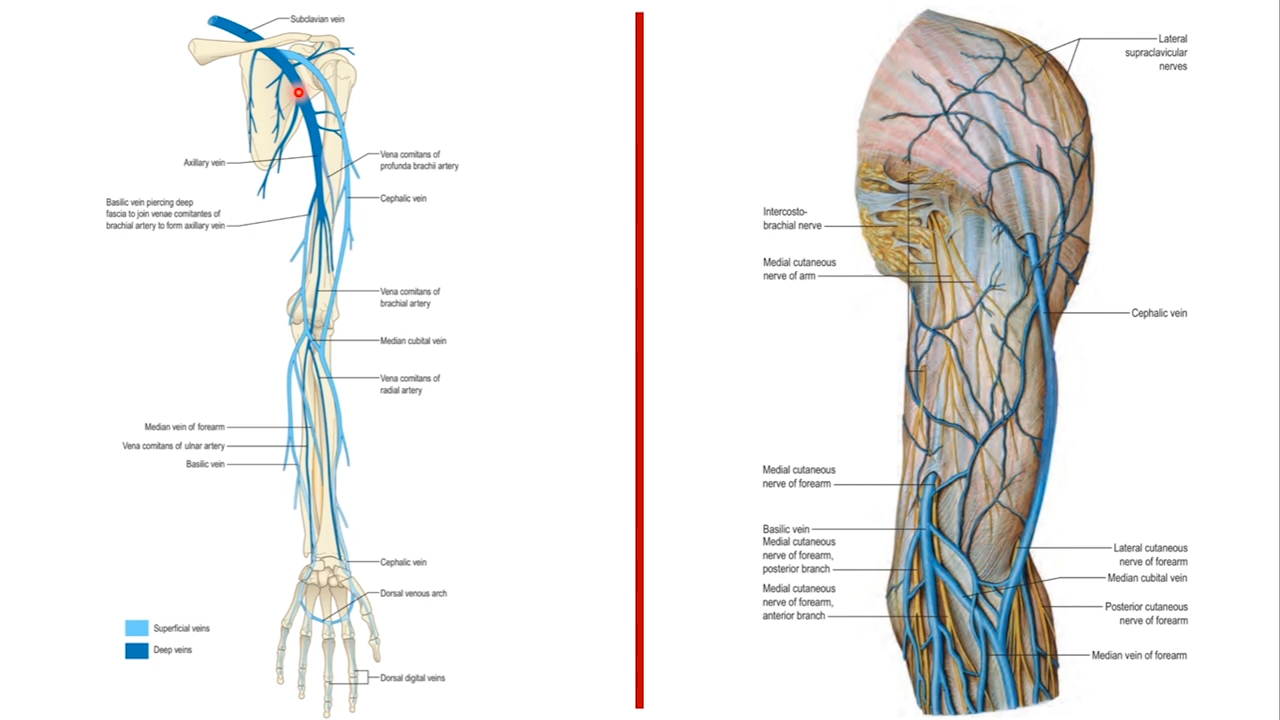 Subclavian vein
Axillary vein
Vena comitans of
profunda brachii artery
Cephalic vein
Basilic vein piercing deep
fascia to join venae comitantes of
brachial artery to form axillary vein
Vena comitans of
brachial artery
Median cubital vein
Vena comitans of
radial artery
Median vein of forearm
Vena comitans of ulnar artery
Basilic vein
Cephalic vein
Dorsal venous arch
Superficial veins
Deep veins
Dorsal digital veins
Lateral
supraclavicular
nerves
Intercosto-
brachial nerve
Medial cutaneous
nerve of arm
Cephalic vein
Medial cutaneous
nerve of forearm
Basilic vein
Medial cutaneous
nerve of forearm,
posterior branch
Medial cutaneous
nerve of forearm,
anterior branch
Lateral cutaneous
nerve of forearm
Median cubital vein
Posterior cutaneous
nerve of forearm
Median vein of forearm